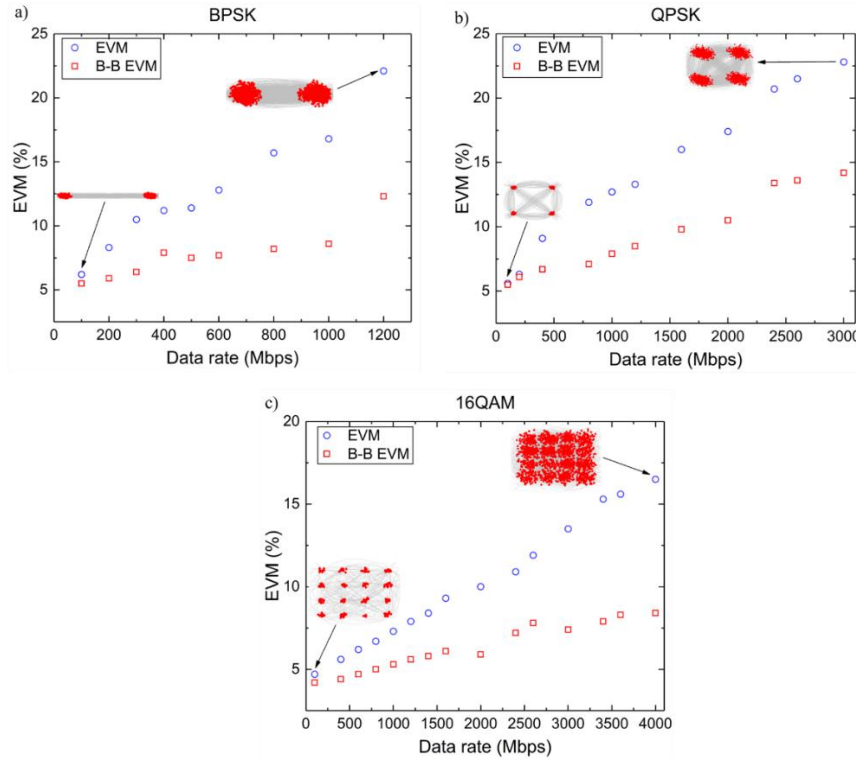 a)
BPSK
EVM
B-B EVM
25
20
15
10
5
EVM (%)
0
200
400
600
800
1000
1200
Data rate (Mbps)
b)
QPSK
EVM
B-B EVM
25
20
15
10
5
EVM (%)
0
500
1000
1500
2000
2500
3000
Data rate (Mbps)
c)
16QAM
EVM
B-B EVM
20
15
10
5
EVM (%)
0
500
1000
1500
2000
2500
3000
3500
4000
Data rate (Mbps)